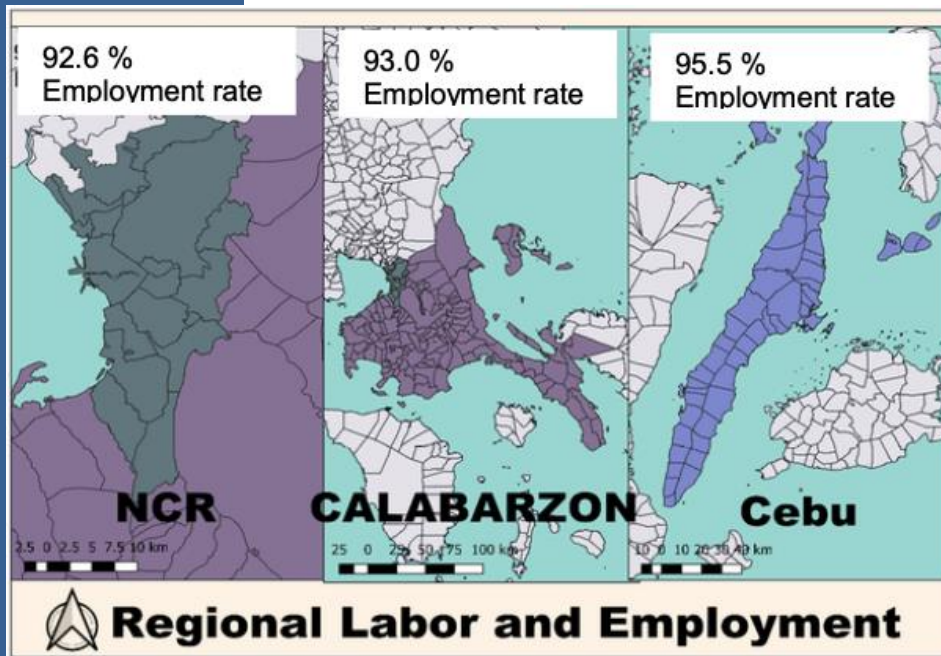 92.6 %
Employment rate
93.0 %
Employment rate
95.5 %
Employment rate
NCR
CALABARZON
Cebu
2.5 0 2.5 5 7.5 10 km
25 0 25 50 75 100 km
10 0 10 20 30 40 km
Regional Labor and Employment